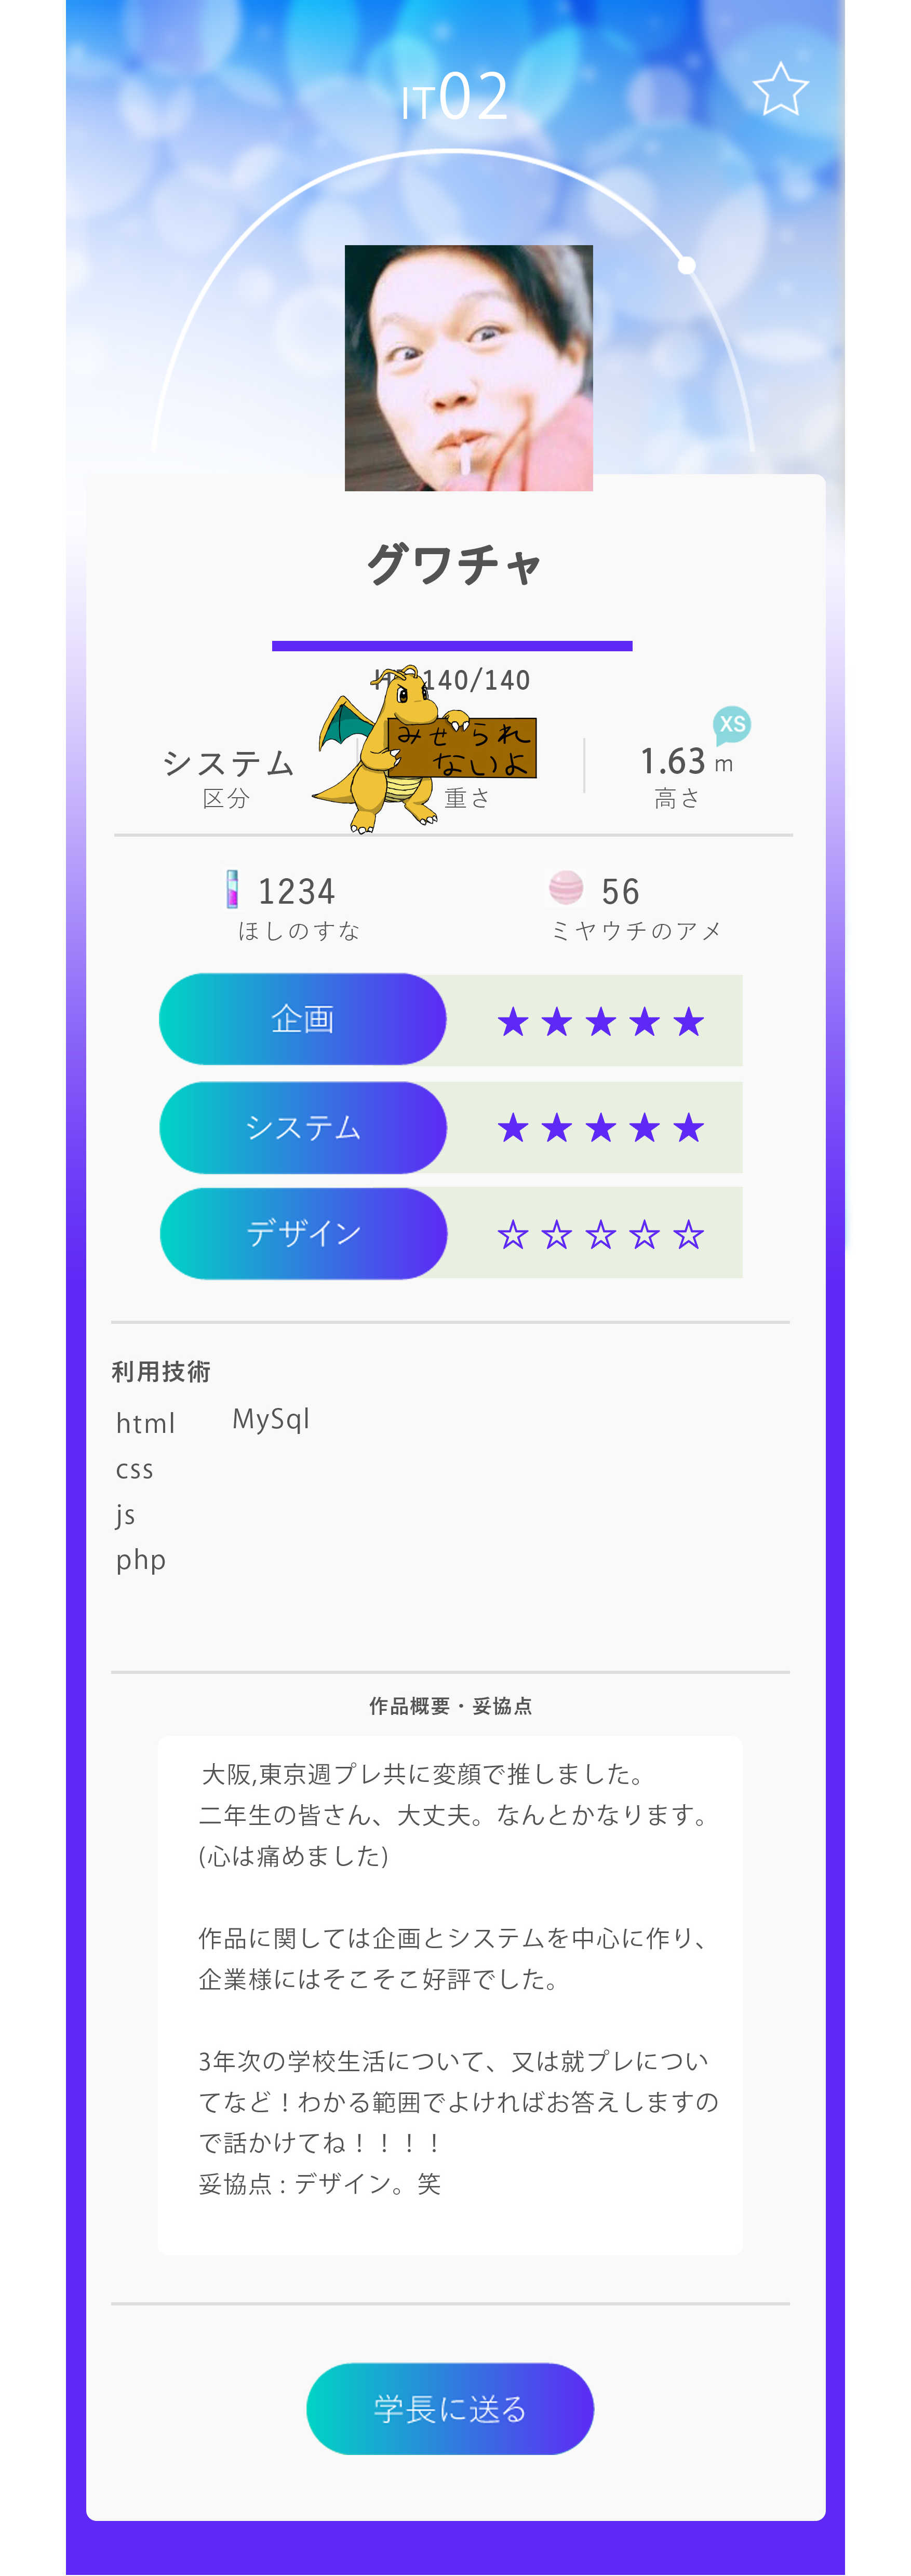 IT02
グワチャ
140/140
XS
システム
みせられ
ないよ
1.63 m
区分
重さ
高さ
1234
56
ほしのすな
ミヤウチのアメ
企画 ★★★★★
システム ★★★★★
デザイン ☆☆☆☆☆
利用技術
html MySql
css
js
php
作品概要・妥協点
大阪,東京週プレ共に変顔で推しました。
二年生の皆さん、大丈夫。なんとかなります。
(心は痛めました)
作品に関しては企画とシステムを中心に作り、
企業様にはそこそこ好評でした。
3年次の学校生活について、又は就プレについ
てなど！わかる範囲でよければお答えしますの
で話かけてね！！！！
妥協点 : デザイン。笑
学長に送る